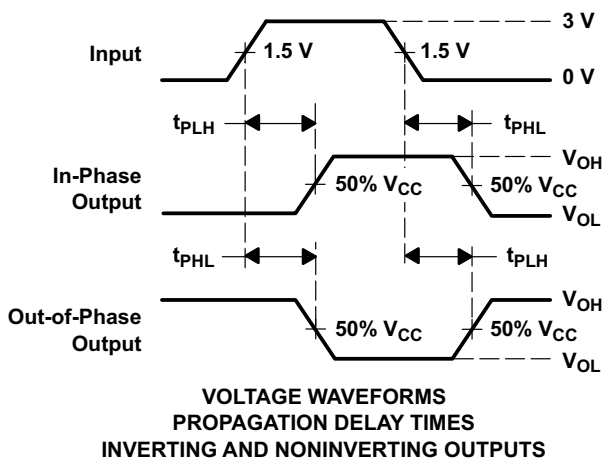 3 V
Input
1.5 V
1.5 V
0 V
tPLH
tPHL
VOH
In-Phase
Output
50% VCC
50% VCC
VOL
tPHL
tPLH
VOH
Out-of-Phase
Output
50% VCC
50% VCC
VOL
VOLTAGE WAVEFORMS
PROPAGATION DELAY TIMES
INVERTING AND NONINVERTING OUTPUTS